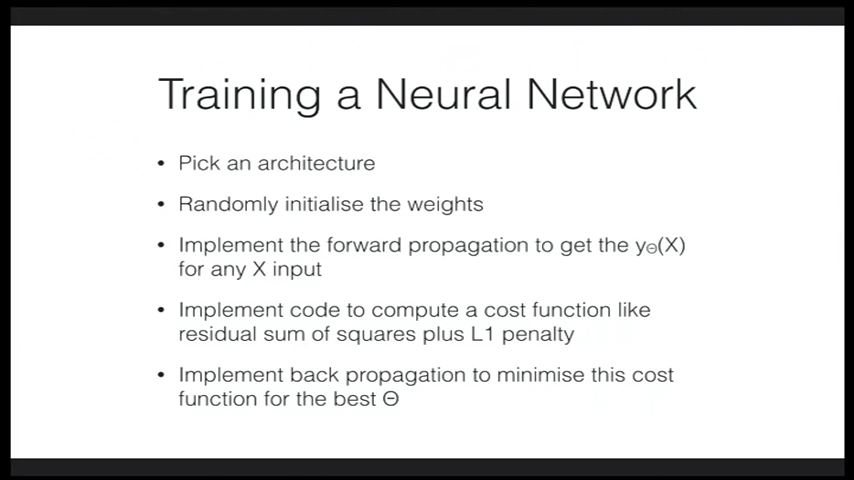 Training a Neural Network
• Pick an architecture
• Randomly initialise the weights
• Implement the forward propagation to get the yΘ(X)
for any X input
• Implement code to compute a cost function like
residual sum of squares plus L1 penalty
• Implement back propagation to minimise this cost
function for the best Θ